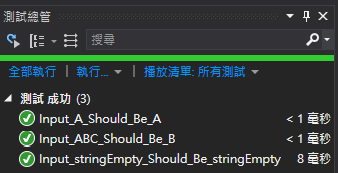 測試總管
搜尋
全部執行 | 執行... | 播放清單: 所有測試
測試 成功 (3)
Input_A_Should_Be_A < 1 毫秒
Input_ABC_Should_Be_B < 1 毫秒
Input_stringEmpty_Should_Be_stringEmpty 8 毫秒